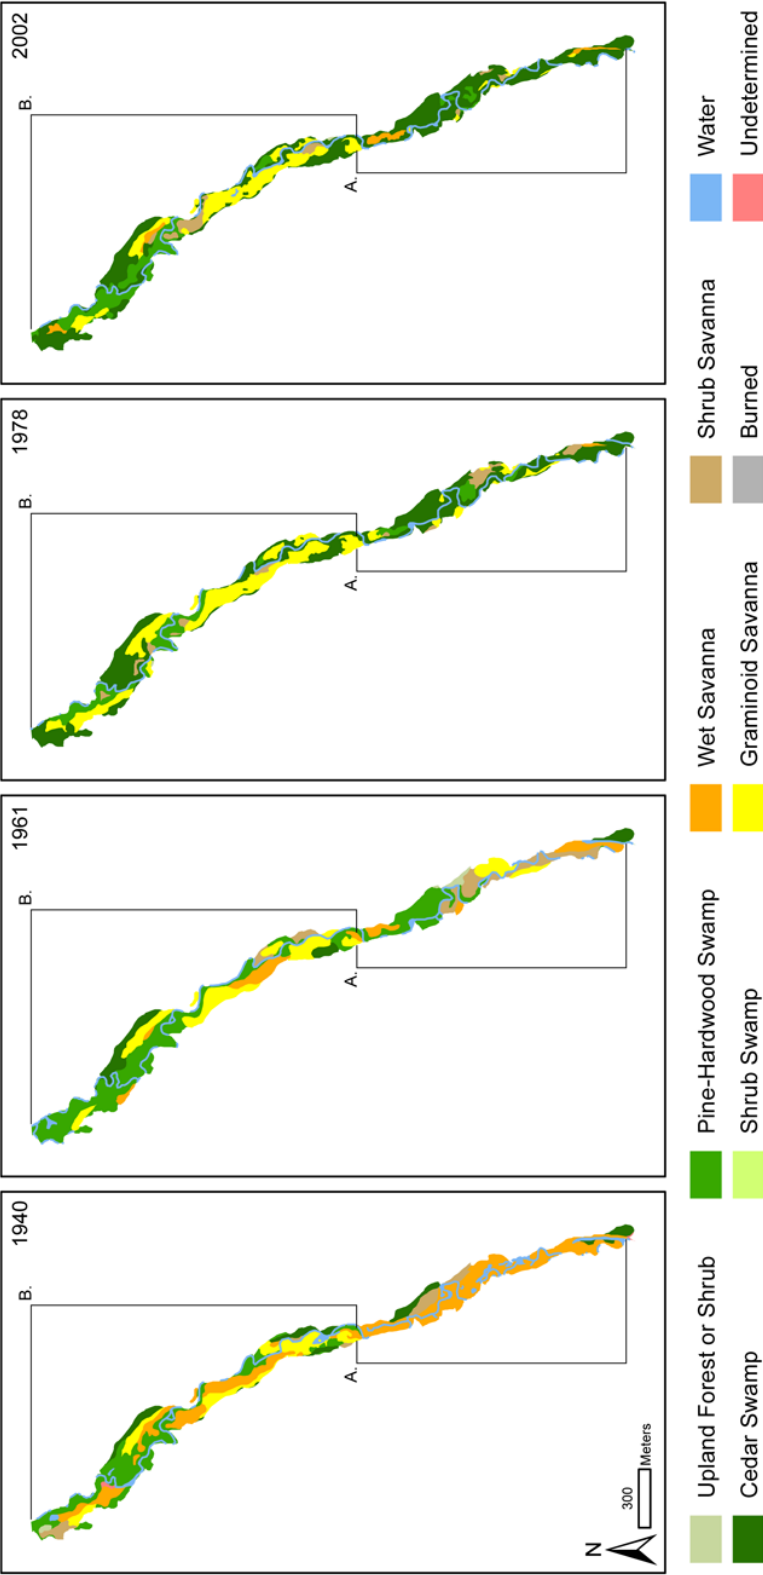 1940
B.
A.
N
300
Meters
1961
B.
A.
1978
B.
A.
2002
B.
A.
Upland Forest or Shrub
Pine-Hardwood Swamp
Wet Savanna
Shrub Savanna
Water
Cedar Swamp
Shrub Swamp
Graminoid Savanna
Burned
Undetermined